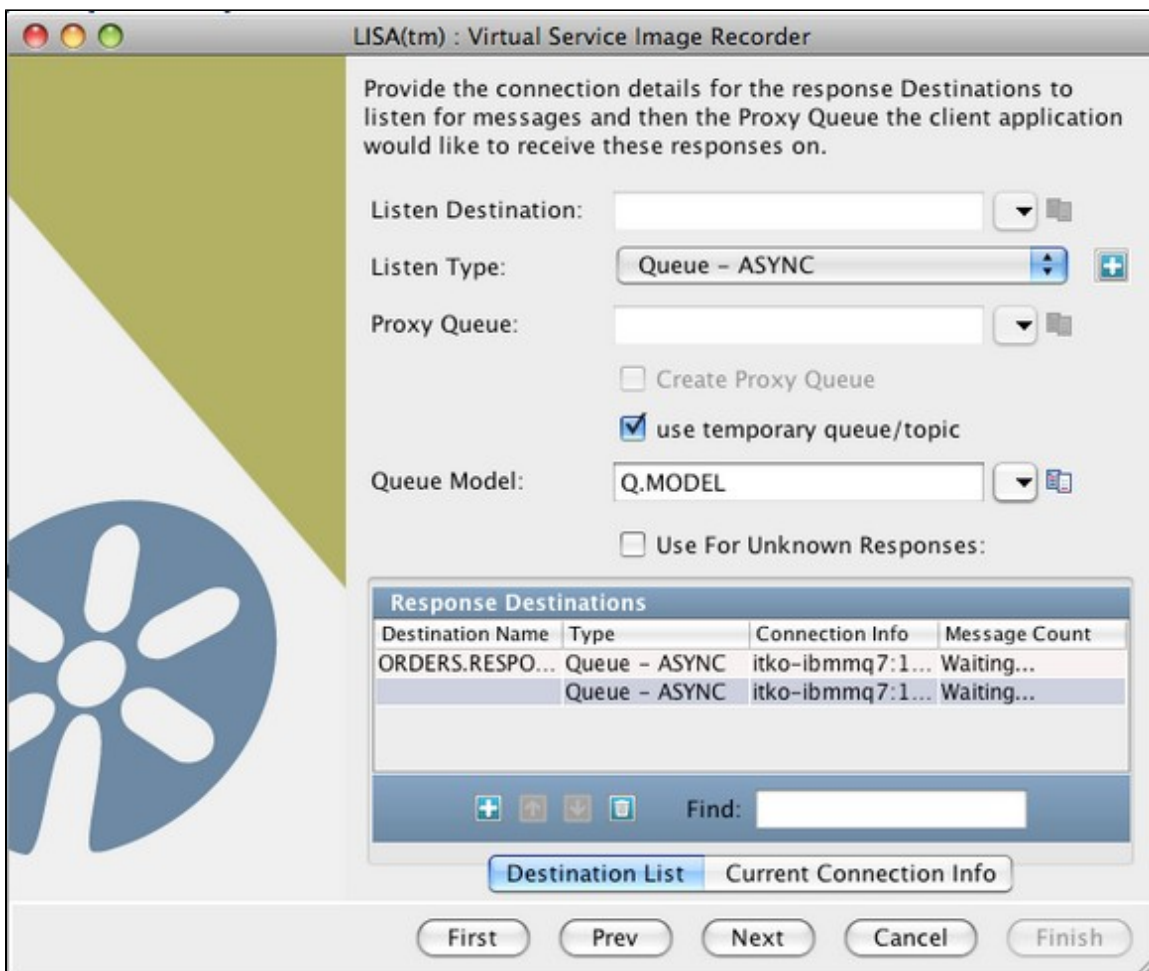 LISA(tm) : Virtual Service Image Recorder
Provide the connection details for the response Destinations to
listen for messages and then the Proxy Queue the client application
would like to receive these responses on.
Listen Destination:
Listen Type: Queue – ASYNC
Proxy Queue:
Create Proxy Queue
use temporary queue/topic
Queue Model: Q.MODEL
Use For Unknown Responses:
Response Destinations
Destination Name Type Connection Info Message Count
ORDERS.RESPO... Queue – ASYNC itko-ibmmq7:1... Waiting...
Queue – ASYNC itko-ibmmq7:1... Waiting...
Find:
Destination List Current Connection Info
First Prev Next Cancel Finish